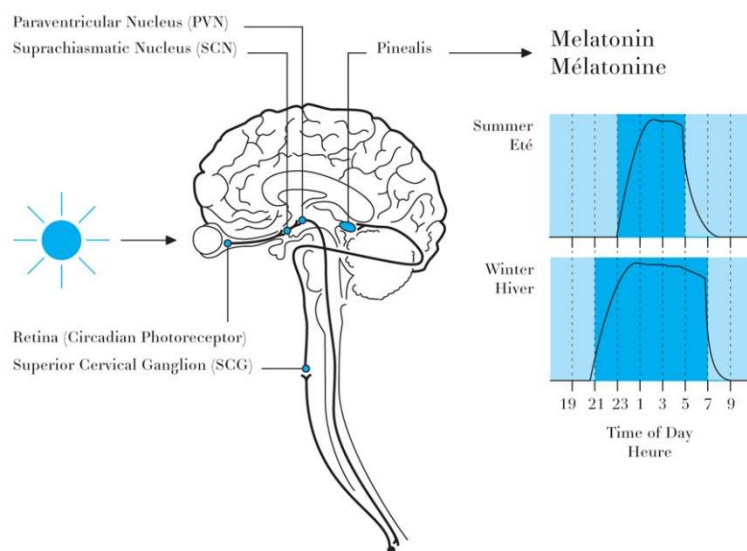 Paraventricular Nucleus (PVN)
Suprachiasmatic Nucleus (SCN)
Pinealis
Melatonin
Mélatonine
Summer
Eté
Winter
Hiver
Retina (Circadian Photoreceptor)
Superior Cervical Ganglion (SCG)
19 21 23 1 3 5 7 9
Time of Day
Heure